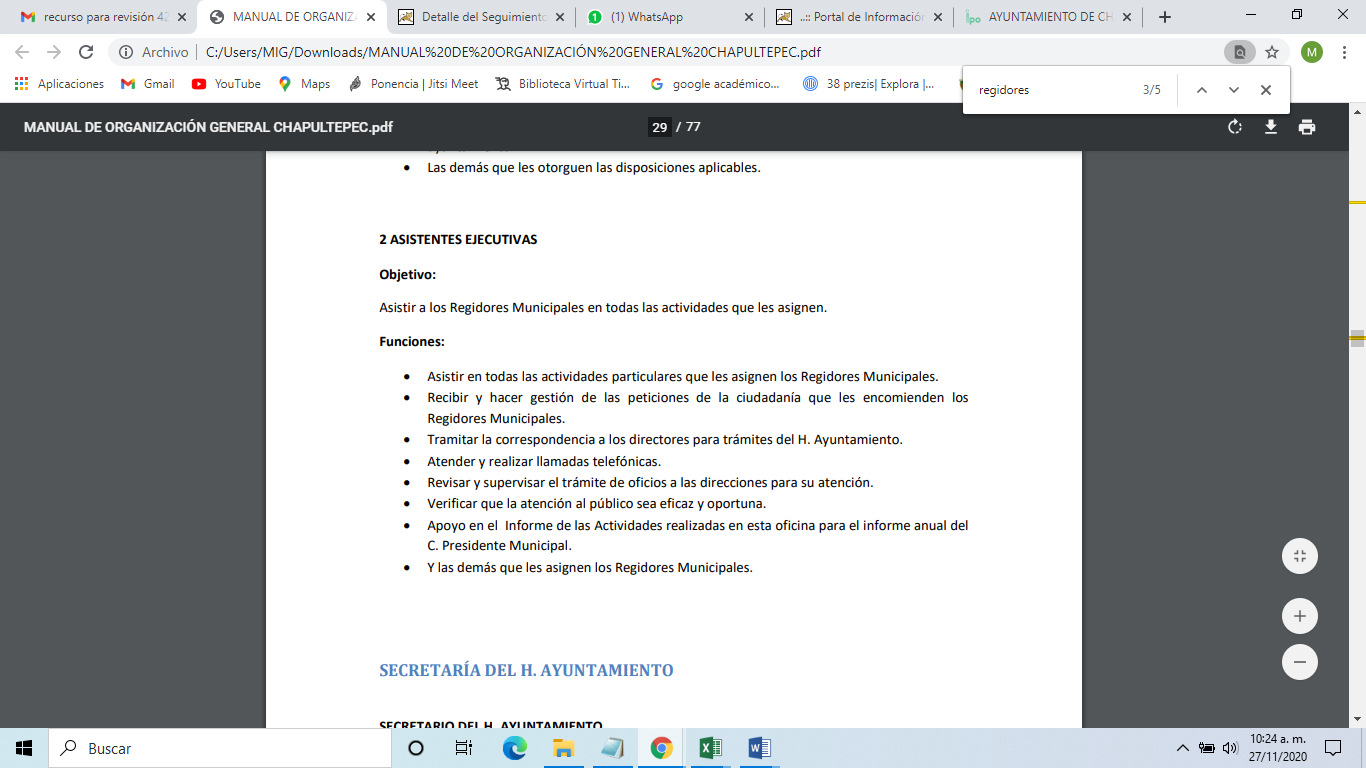 recurso para revisión 42
MANUAL DE ORGANIZA
Detalle del Seguimiento
(1) WhatsApp
..:: Portal de Información
ipo AYUNTAMIENTO DE CH
Archivo C:/Users/MIG/Downloads/MANUAL%20DE%20ORGANIZACIÓN%20GENERAL%20CHAPULTEPEC.pdf
M
Aplicaciones Gmail YouTube Maps Ponencia | Jitsi Meet Biblioteca Virtual Ti... google académico... 38 prezis| Explora |...
regidores 3/5
MANUAL DE ORGANIZACIÓN GENERAL CHAPULTEPEC.pdf 29 / 77
• Las demás que les otorguen las disposiciones aplicables.
2 ASISTENTES EJECUTIVAS
Objetivo:
Asistir a los Regidores Municipales en todas las actividades que les asignen.
Funciones:
• Asistir en todas las actividades particulares que les asignen los Regidores Municipales.
• Recibir y hacer gestión de las peticiones de la ciudadanía que les encomienden los
Regidores Municipales.
• Tramitar la correspondencia a los directores para trámites del H. Ayuntamiento.
• Atender y realizar llamadas telefónicas.
• Revisar y supervisar el trámite de oficios a las direcciones para su atención.
• Verificar que la atención al público sea eficaz y oportuna.
• Apoyo en el  Informe de las Actividades realizadas en esta oficina para el informe anual del
C. Presidente Municipal.
• Y las demás que les asignen los Regidores Municipales.
SECRETARÍA DEL H. AYUNTAMIENTO
SECRETARIO DEL H. AYUNTAMIENTO
Buscar
10:24 a. m.
27/11/2020